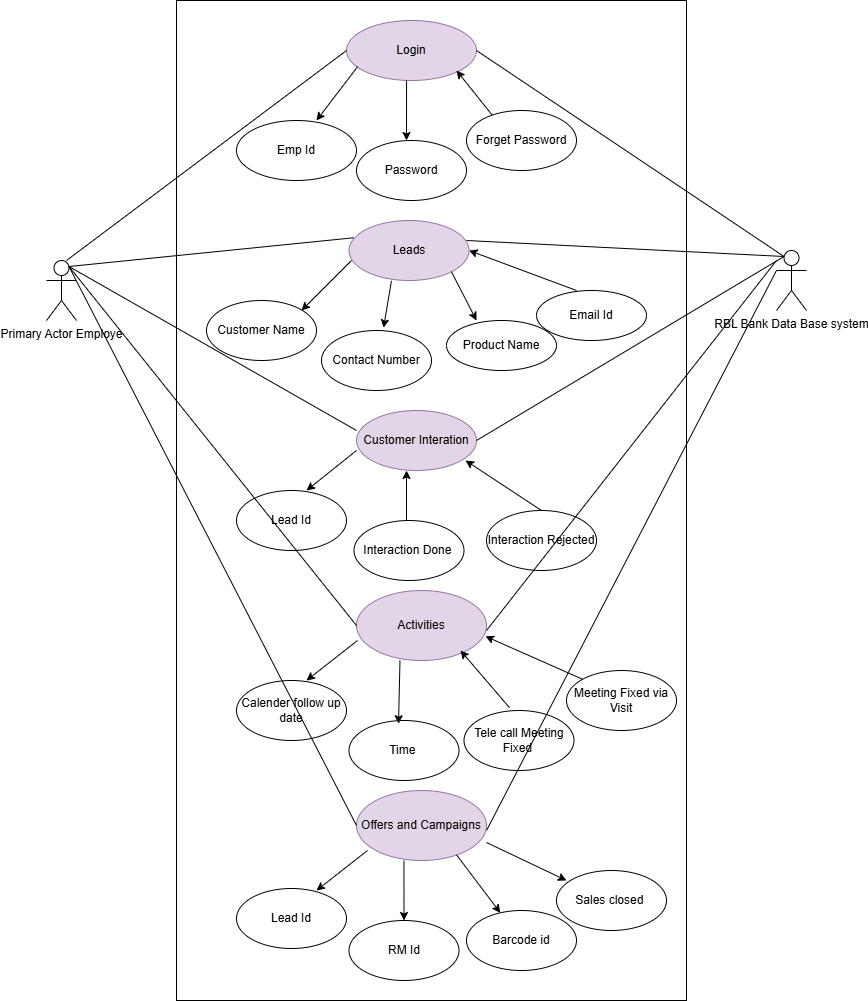 Login
Emp Id
Password
Forget Password
Leads
Primary Actor Employe
RBL Bank Data Base system
Customer Name
Contact Number
Product Name
Email Id
Customer Interation
Lead Id
Interaction Done
Interaction Rejected
Activities
Calender follow up
date
Time
Tele call Meeting
Fixed
Meeting Fixed via
Visit
Offers and Campaigns
Lead Id
RM Id
Barcode id
Sales closed